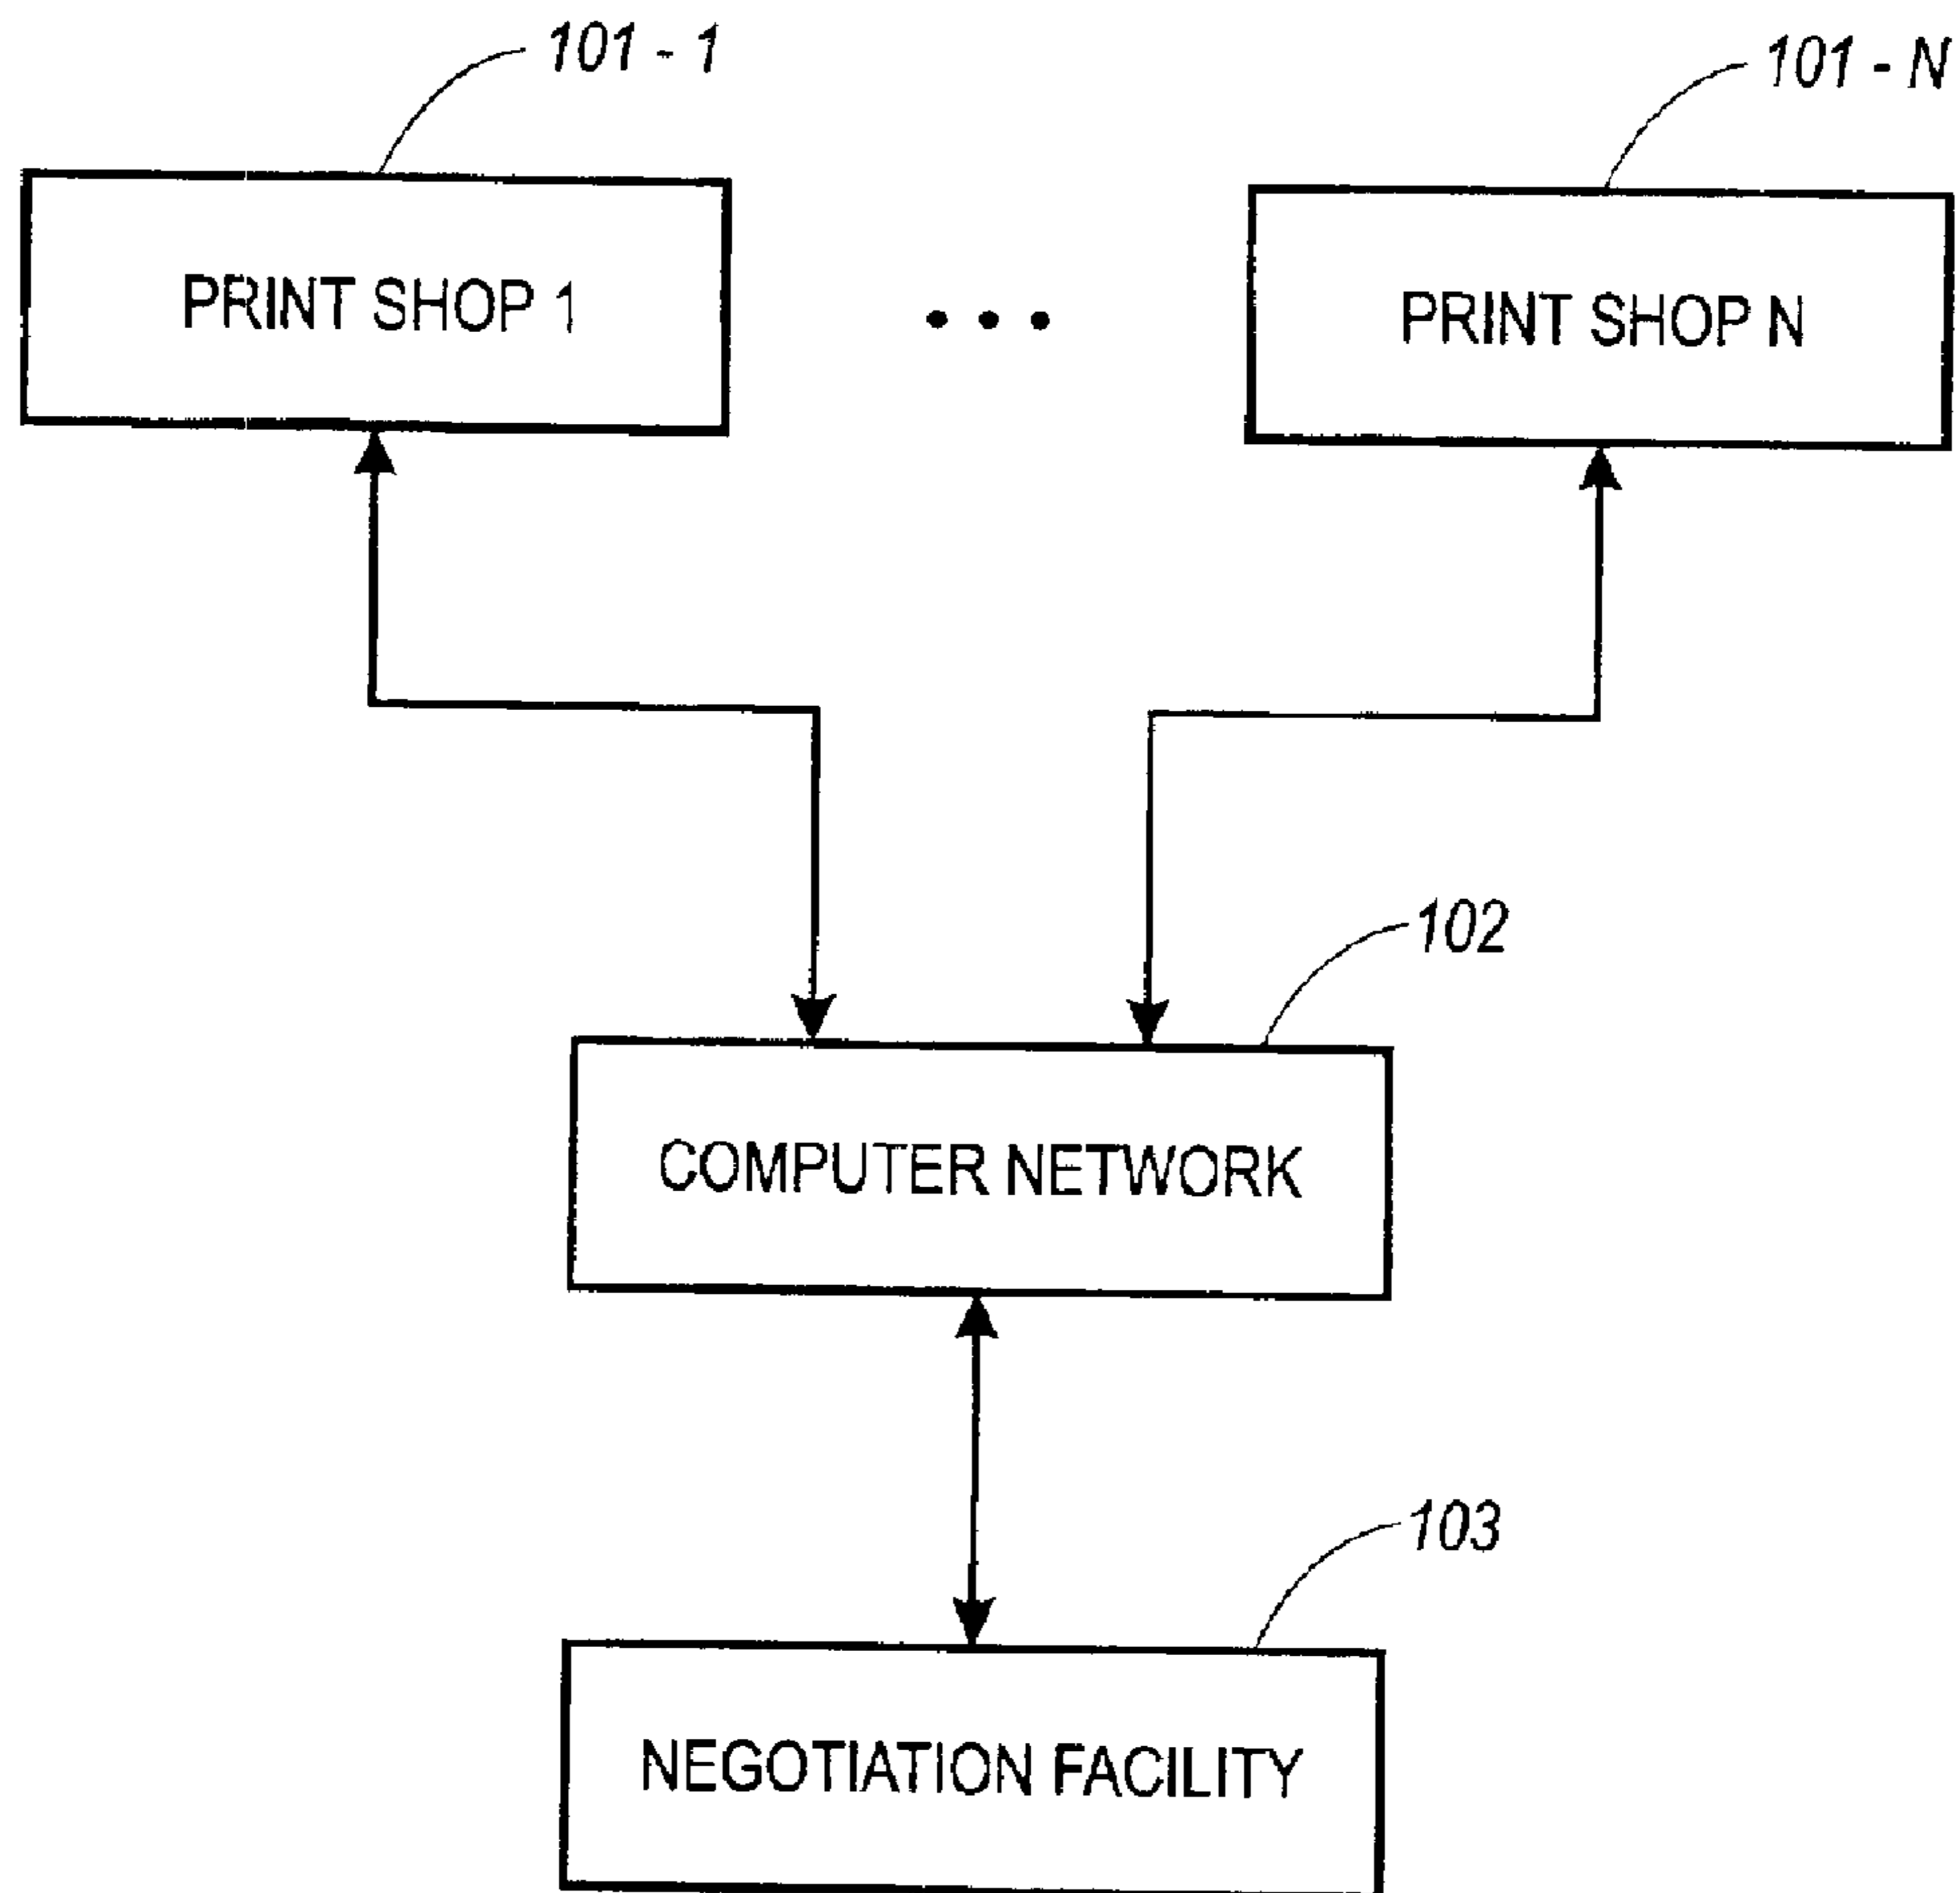 101 - 1
101 - N
PRINT SHOP 1
• • •
PRINT SHOP N
102
COMPUTER NETWORK
103
NEGOTIATION FACILITY